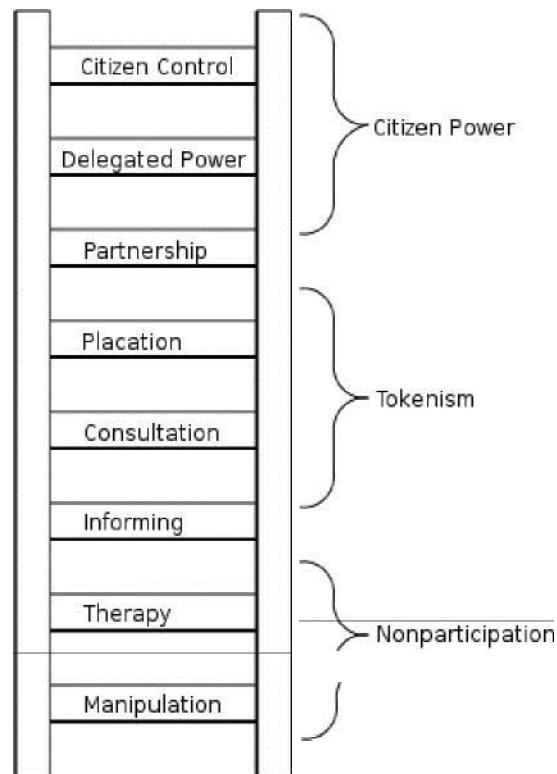 Citizen Control
Citizen Power
Delegated Power
Partnership
Placation
Tokenism
Consultation
Informing
Therapy
Nonparticipation
Manipulation